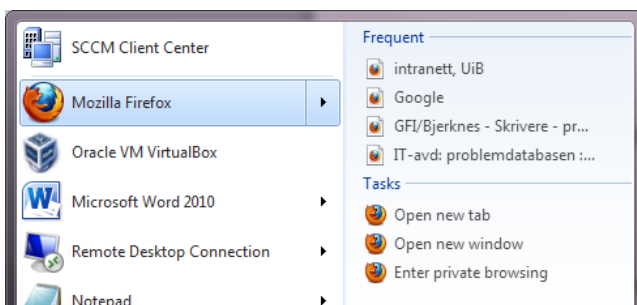 SCCM Client Center
Mozilla Firefox
Oracle VM VirtualBox
Microsoft Word 2010
Remote Desktop Connection
Notepad
Frequent
intranett, UiB
Google
GFI/Bjerknes - Skrivere - pr...
IT-avd: problemdatabasen :...
Tasks
Open new tab
Open new window
Enter private browsing